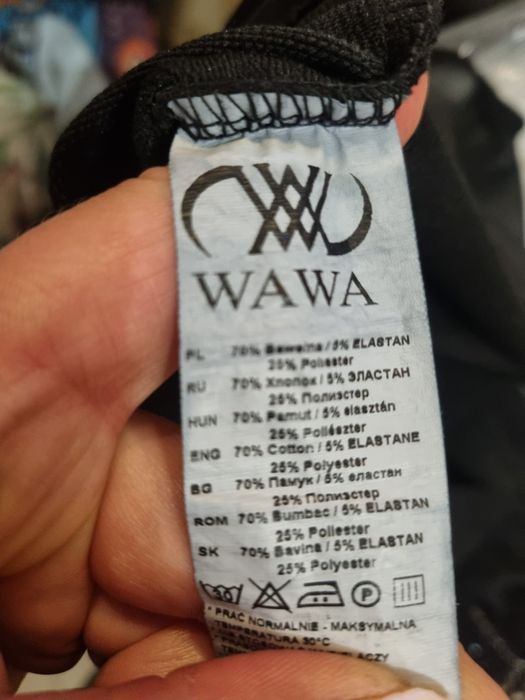 WAWA
PL 70% Bawełna / 5% ELASTAN
25% Poliester
RU 70% Хлопок / 5% ЭЛАСТАН
25% Полиэстер
HUN 70% Pamut / 5% elasztán
25% Poliészter
ENG 70% Cotton / 5% ELASTANE
25% Polyester
BG 70% Памук / 5% еластан
25% Полиэстер
ROM 70% Bumbac / 5% ELASTAN
25% Poliester
SK 70% Bavlna / 5% ELASTAN
25% Polyester
P
* PRAĆ NORMALNIE - MAKSYMALNA
TEMPERATURA 30°C